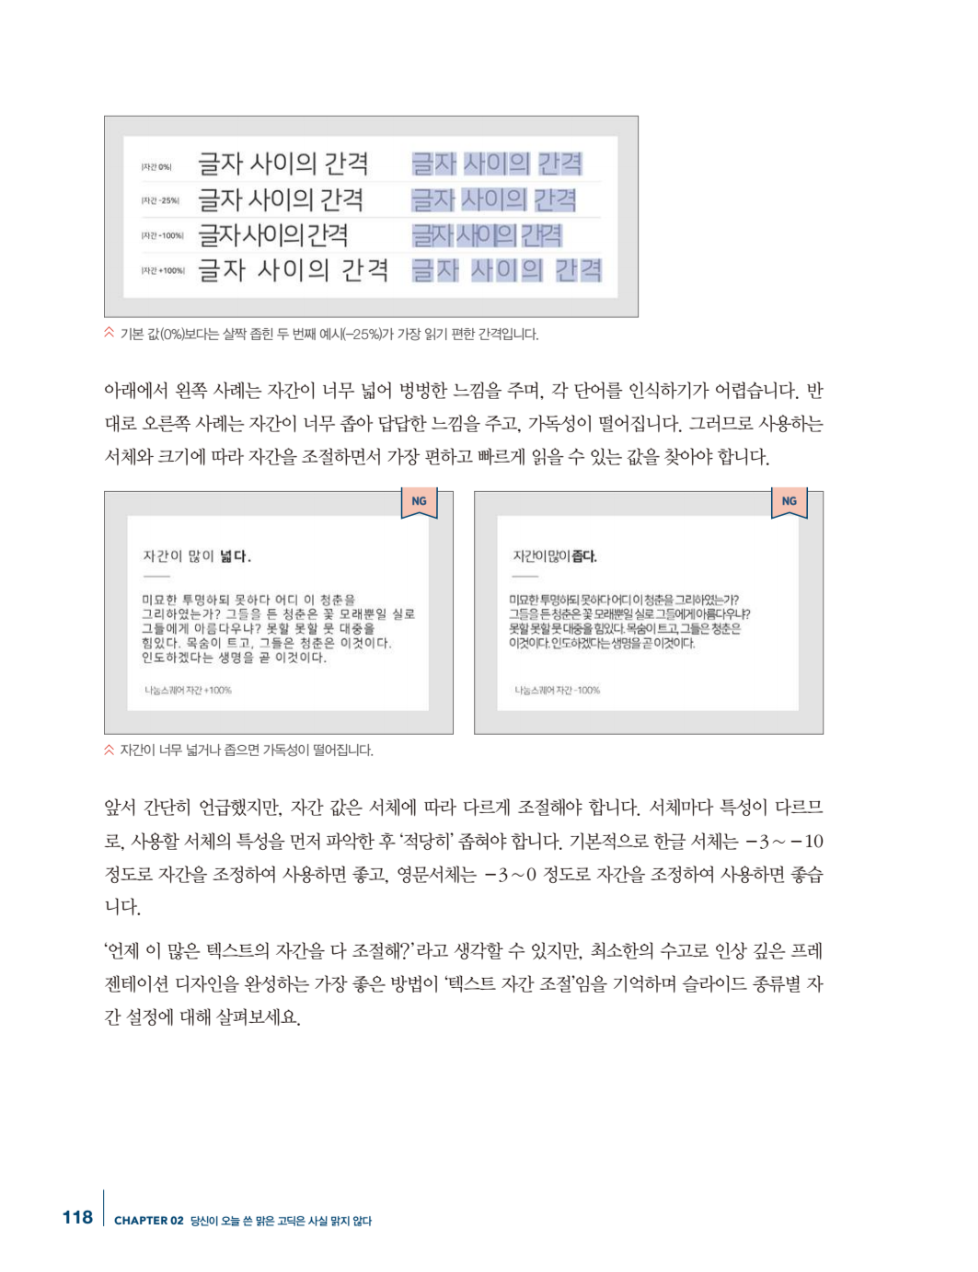 |자간 0%| 글자 사이의 간격 글자 사이의 간격
|자간 -25%| 글자 사이의 간격 글자 사이의 간격
|자간 -100%| 글자 사이의 간격 글자 사이의 간격
|자간 +100%| 글자 사이의 간격 글자 사이의 간격
기본 값(0%)보다는 살짝 좁힌 두 번째 예시(-25%)가 가장 읽기 편한 간격입니다.
아래에서 왼쪽 사례는 자간이 너무 넓어 벙벙한 느낌을 주며, 각 단어를 인식하기가 어렵습니다. 반
대로 오른쪽 사례는 자간이 너무 좁아 답답한 느낌을 주고, 가독성이 떨어집니다. 그러므로 사용하는
서체와 크기에 따라 자간을 조절하면서 가장 편하고 빠르게 읽을 수 있는 값을 찾아야 합니다.
NG
자간이 많이 넓다.
미묘한 투명하되 못하다 어디 이 청춘을
그리하였는가? 그들을 든 청춘은 꽃 모래뿐일 실로
그들에게 아름다우냐? 못할 못할 뭇 대중을
힘있다. 목숨이 트고, 그들은 청춘은 이것이다.
인도하겠다는 생명을 곧 이것이다.
나눔스퀘어 자간 +100%
NG
자간이 많이 좁다.
미묘한 투명하되 못하다 어디 이 청춘을 그리하였는가?
그들을 든 청춘은 꽃 모래뿐일 실로 그들에게 아름다우냐?
못할 못할 뭇 대중을 힘있다. 목숨이 트고, 그들은 청춘은
이것이다. 인도하겠다는 생명을 곧 이것이다.
나눔스퀘어 자간 -100%
자간이 너무 넓거나 좁으면 가독성이 떨어집니다.
앞서 간단히 언급했지만, 자간 값은 서체에 따라 다르게 조절해야 합니다. 서체마다 특성이 다르므
로, 사용할 서체의 특성을 먼저 파악한 후 ‘적당히’ 좁혀야 합니다. 기본적으로 한글 서체는 -3~-10
정도로 자간을 조정하여 사용하면 좋고, 영문서체는 -3~0 정도로 자간을 조정하여 사용하면 좋습
니다.
‘언제 이 많은 텍스트의 자간을 다 조절해?’라고 생각할 수 있지만, 최소한의 수고로 인상 깊은 프레
젠테이션 디자인을 완성하는 가장 좋은 방법이 ‘텍스트 자간 조절’임을 기억하며 슬라이드 종류별 자
간 설정에 대해 살펴보세요.
118 CHAPTER 02 당신이 오늘 쓴 맑은 고딕은 사실 맑지 않다